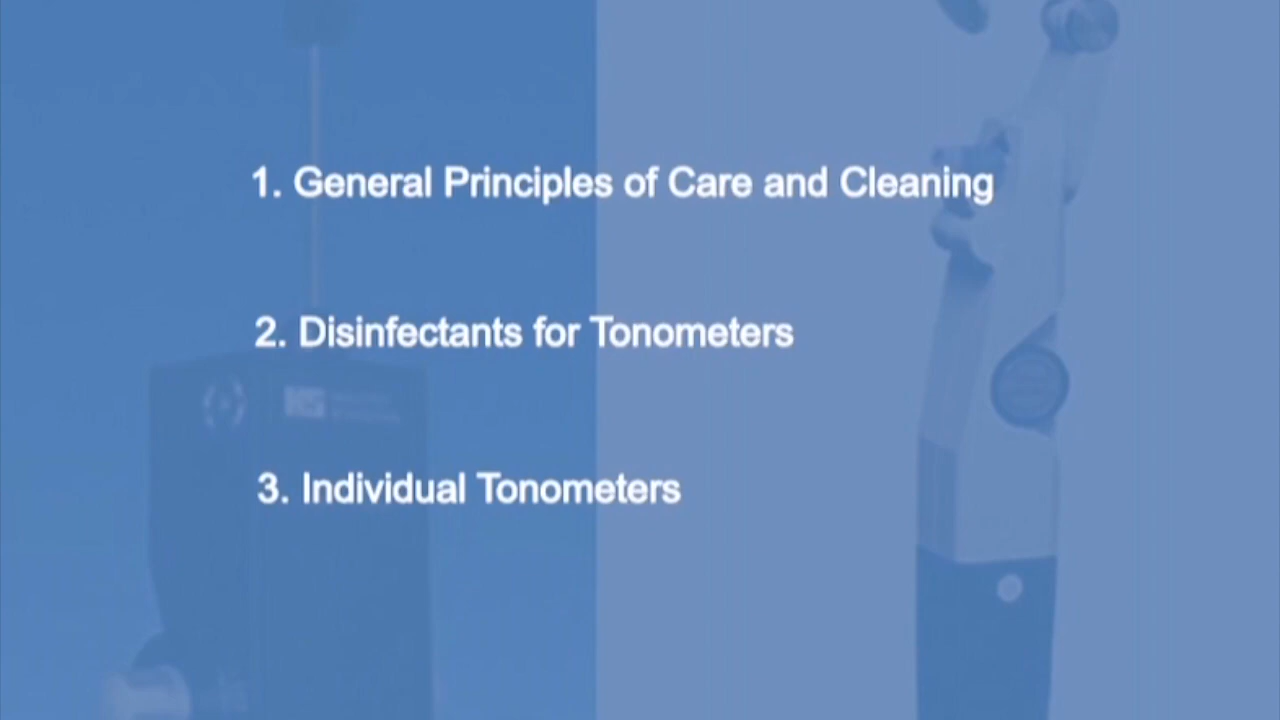 1. General Principles of Care and Cleaning
2. Disinfectants for Tonometers
3. Individual Tonometers